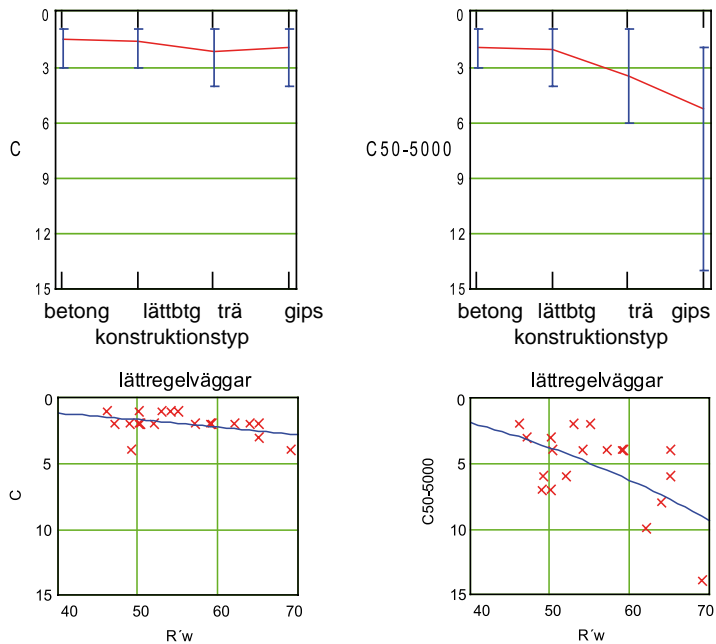 0
3
6
9
12
15
C
betong lättbtg trä gips
konstruktionstyp
0
3
6
9
12
15
C50-5000
betong lättbtg trä gips
konstruktionstyp
lättregelväggar
0
5
10
15
C
40 50 60 70
R´w
lättregelväggar
0
5
10
15
C50-5000
40 50 60 70
R´w